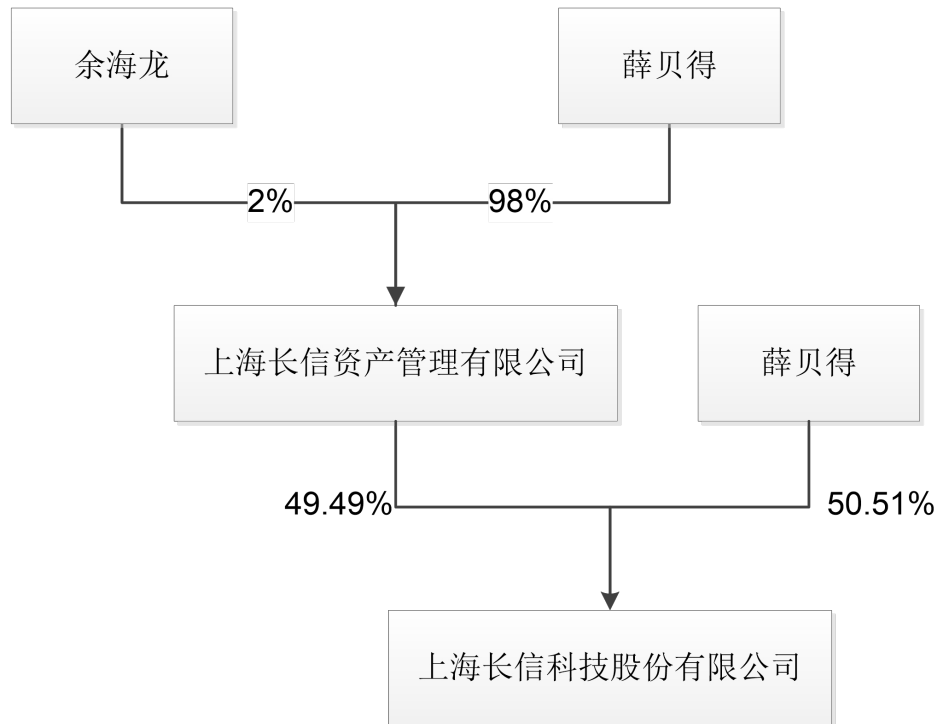 余海龙
薛贝得
2%
98%
上海长信资产管理有限公司
薛贝得
49.49%
50.51%
上海长信科技股份有限公司